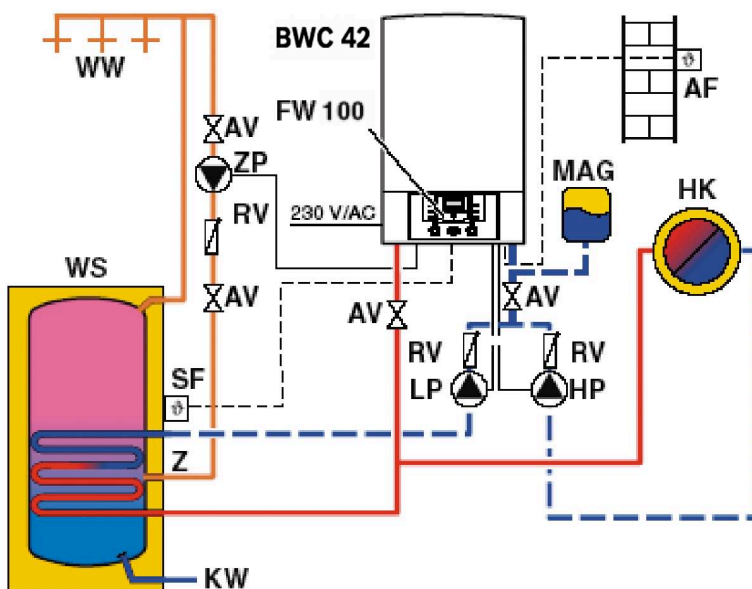 BWC 42
WW
AF
FW 100
AV
ZP
MAG
HK
RV
230 V/AC
WS
AV
AV
AV
RV
RV
SF
LP
HP
Z
KW